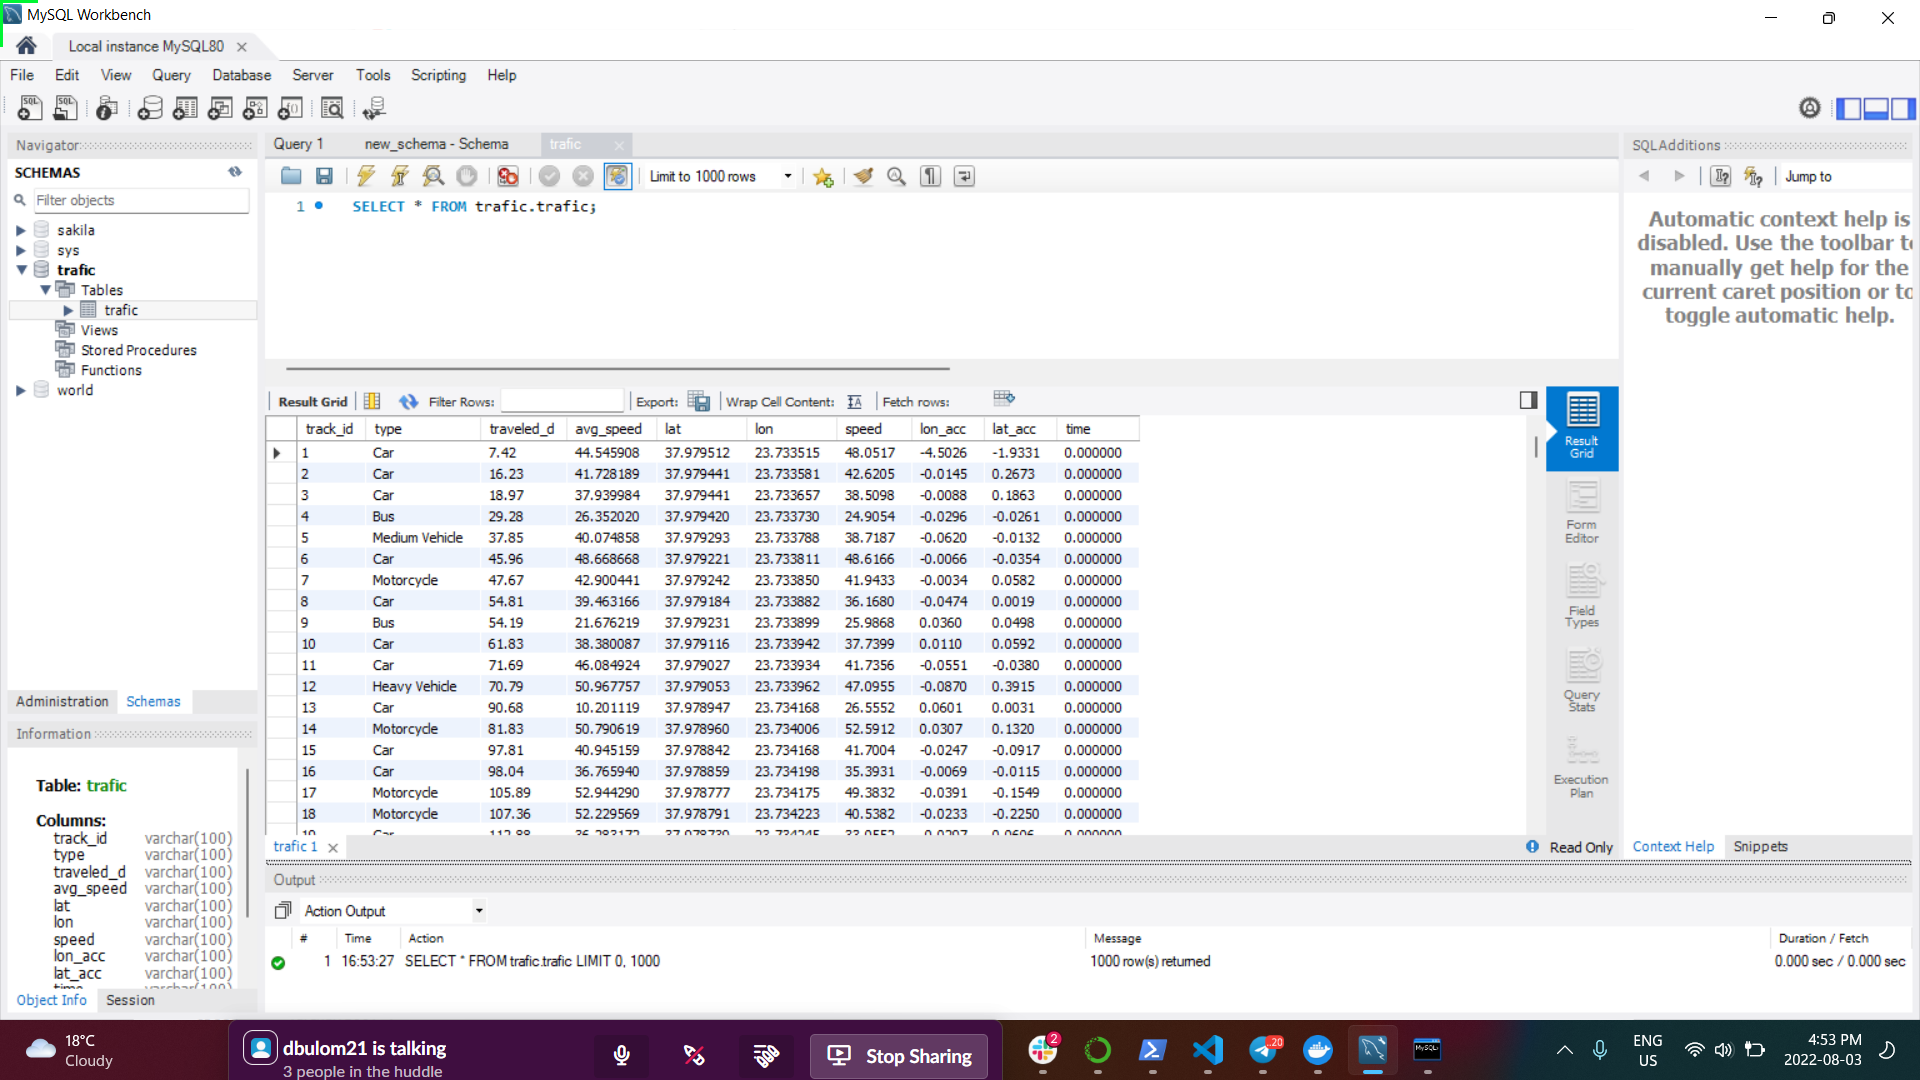 MySQL Workbench
Local instance MySQL80
File Edit View Query Database Server Tools Scripting Help
Navigator
SCHEMAS
Filter objects
sakila
sys
trafic
Tables
trafic
Views
Stored Procedures
Functions
world
Administration Schemas
Information
Table: trafic
Columns:
track_id varchar(100)
type varchar(100)
traveled_d varchar(100)
avg_speed varchar(100)
lat varchar(100)
lon varchar(100)
speed varchar(100)
lon_acc varchar(100)
lat_acc varchar(100)
Object Info Session
Query 1 new_schema - Schema trafic
Limit to 1000 rows
1 SELECT * FROM trafic.trafic;
Result Grid Filter Rows: Export: Wrap Cell Content: Fetch rows:
track_id type traveled_d avg_speed lat lon speed lon_acc lat_acc time
1 Car 7.42 44.545908 37.979512 23.733515 48.0517 -4.5026 -1.9331 0.000000
2 Car 16.23 41.728189 37.979441 23.733581 42.6205 -0.0145 0.2673 0.000000
3 Car 18.97 37.939984 37.979441 23.733657 38.5098 -0.0088 0.1863 0.000000
4 Bus 29.28 26.352020 37.979420 23.733730 24.9054 -0.0296 -0.0261 0.000000
5 Medium Vehicle 37.85 40.074858 37.979293 23.733788 38.7187 -0.0620 -0.0132 0.000000
6 Car 45.96 48.668668 37.979221 23.733811 48.6166 -0.0066 -0.0354 0.000000
7 Motorcycle 47.67 42.900441 37.979242 23.733850 41.9433 -0.0034 0.0582 0.000000
8 Car 54.81 39.463166 37.979184 23.733882 36.1680 -0.0474 0.0019 0.000000
9 Bus 54.19 21.676219 37.979231 23.733899 25.9868 0.0360 0.0498 0.000000
10 Car 61.83 38.380087 37.979116 23.733942 37.7399 0.0110 0.0592 0.000000
11 Car 71.69 46.084924 37.979027 23.733934 41.7356 -0.0551 -0.0380 0.000000
12 Heavy Vehicle 70.79 50.967757 37.979053 23.733962 47.0955 -0.0870 0.3915 0.000000
13 Car 90.68 10.201119 37.978947 23.734168 26.5552 0.0601 0.0031 0.000000
14 Motorcycle 81.83 50.790619 37.978960 23.734006 52.5912 0.0307 0.1320 0.000000
15 Car 97.81 40.945159 37.978842 23.734168 41.7004 -0.0247 -0.0917 0.000000
16 Car 98.04 36.765940 37.978859 23.734198 35.3931 -0.0069 -0.0115 0.000000
17 Motorcycle 105.89 52.944290 37.978777 23.734175 49.3832 -0.0391 -0.1549 0.000000
18 Motorcycle 107.36 52.229569 37.978791 23.734223 40.5382 -0.0233 -0.2250 0.000000
trafic 1
Read Only
Result Grid
Form Editor
Field Types
Query Stats
Execution Plan
SQLAdditions
Jump to
Automatic context help is
disabled. Use the toolbar
manually get help for the
current caret position or to
toggle automatic help.
Context Help Snippets
Output
Action Output
# Time Action Message Duration / Fetch
1 16:53:27 SELECT * FROM trafic.trafic LIMIT 0, 1000 1000 row(s) returned 0.000 sec / 0.000 sec
18°C
Cloudy
dbulom21 is talking
3 people in the huddle
Stop Sharing
2
20
MySQL
ENG
US
4:53 PM
2022-08-03